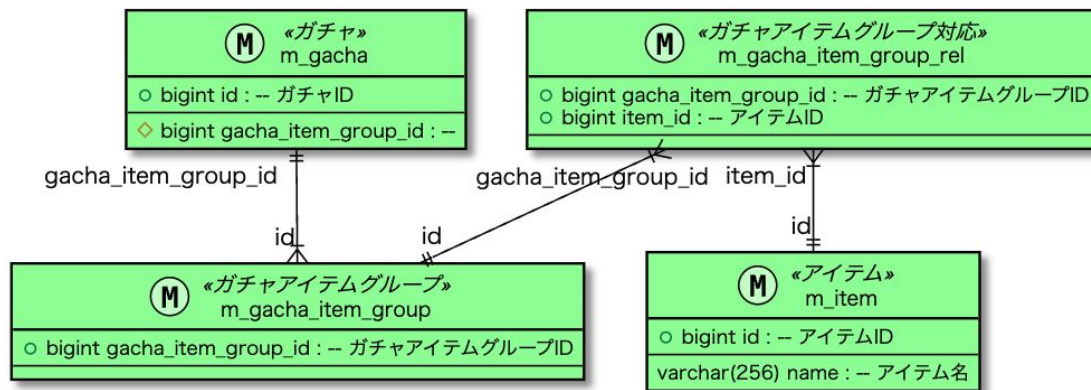 «ガチャ»
M
m_gacha
bigint id : -- ガチャID
bigint gacha_item_group_id : --
«ガチャアイテムグループ対応»
M
m_gacha_item_group_rel
bigint gacha_item_group_id : -- ガチャアイテムグループID
bigint item_id : -- アイテムID
gacha_item_group_id
gacha_item_group_id
item_id
id
id
id
«ガチャアイテムグループ»
M
m_gacha_item_group
bigint gacha_item_group_id : -- ガチャアイテムグループID
«アイテム»
M
m_item
bigint id : -- アイテムID
varchar(256) name : -- アイテム名